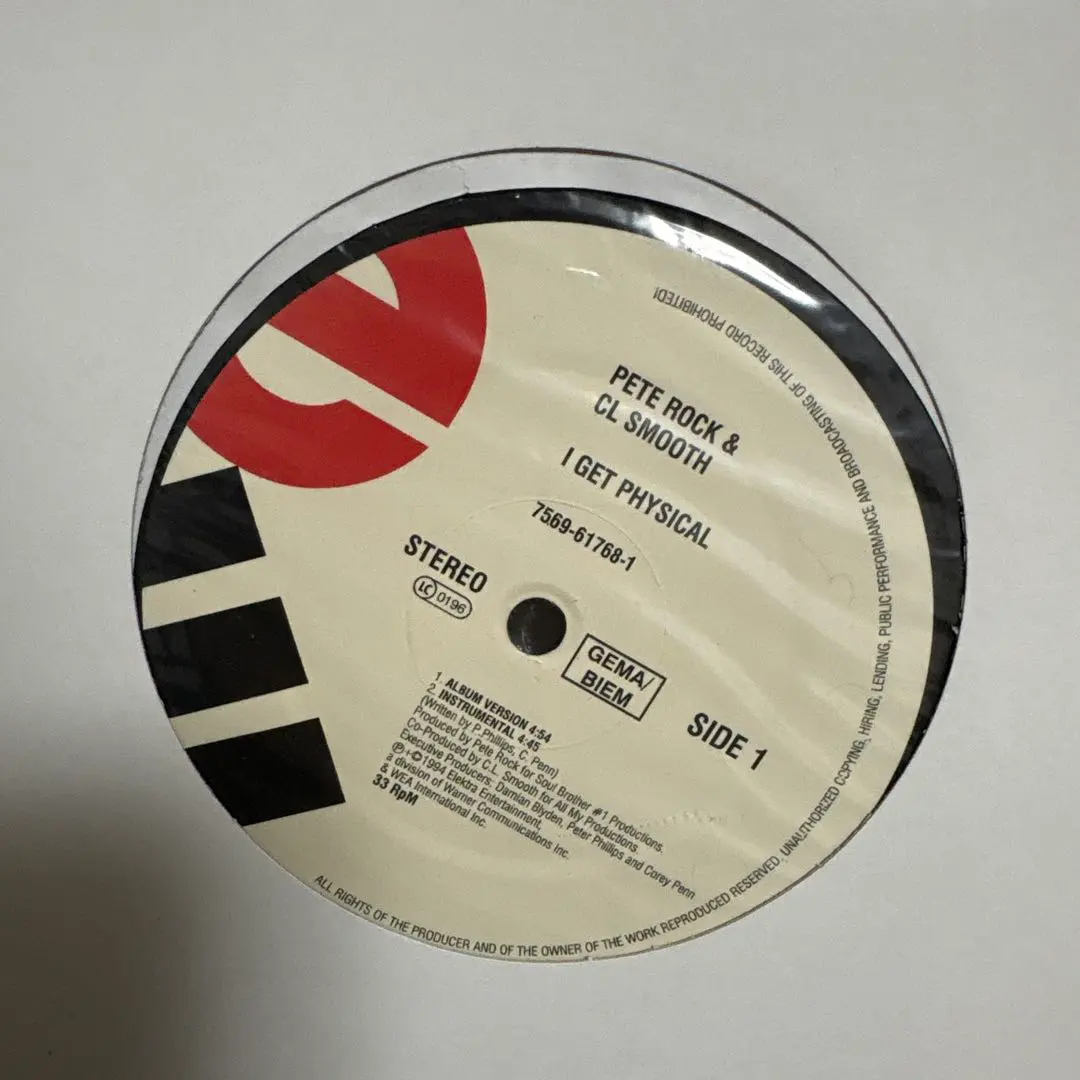 PETE ROCK &
CL SMOOTH
I GET PHYSICAL
7569-61768-1
STEREO
LC 0196
GEMA/
BIEM
SIDE 1
1. ALBUM VERSION 4:54
2. INSTRUMENTAL 4:45
(Written by P. Phillips, C. Penn)
Produced by Pete Rock for Soul Brother #1 Productions.
Co-Produced by C.L. Smooth for All My Productions.
Executive Producers: Damian Blyden, Peter Phillips and Corey Penn
℗+© 1994 Elektra Entertainment,
a division of Warner Communications Inc.
& WEA International Inc.
33 RpM
ALL RIGHTS OF THE PRODUCER AND OF THE OWNER OF THE WORK REPRODUCED RESERVED, UNAUTHORIZED COPYING, HIRING, LENDING, PUBLIC PERFORMANCE AND BROADCASTING OF THIS RECORD PROHIBITED!